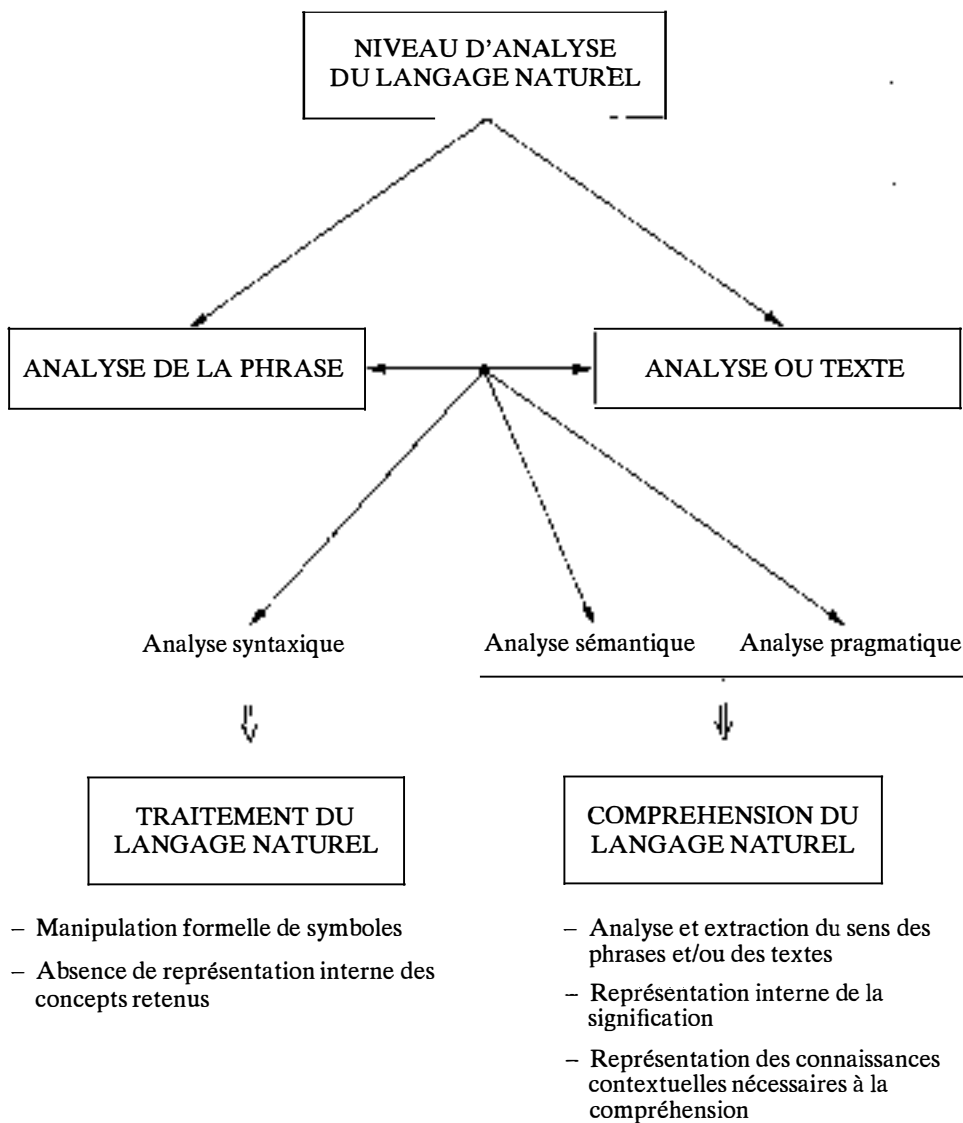 NIVEAU D'ANALYSE
DU LANGAGE NATUREL
ANALYSE DE LA PHRASE
ANALYSE OU TEXTE
Analyse syntaxique
Analyse sémantique
Analyse pragmatique
TRAITEMENT DU
LANGAGE NATUREL
– Manipulation formelle de symboles
– Absence de représentation interne des
concepts retenus
COMPREHENSION DU
LANGAGE NATUREL
– Analyse et extraction du sens des
phrases et/ou des textes
– Représentation interne de la
signification
– Représentation des connaissances
contextuelles nécessaires à la
compréhension